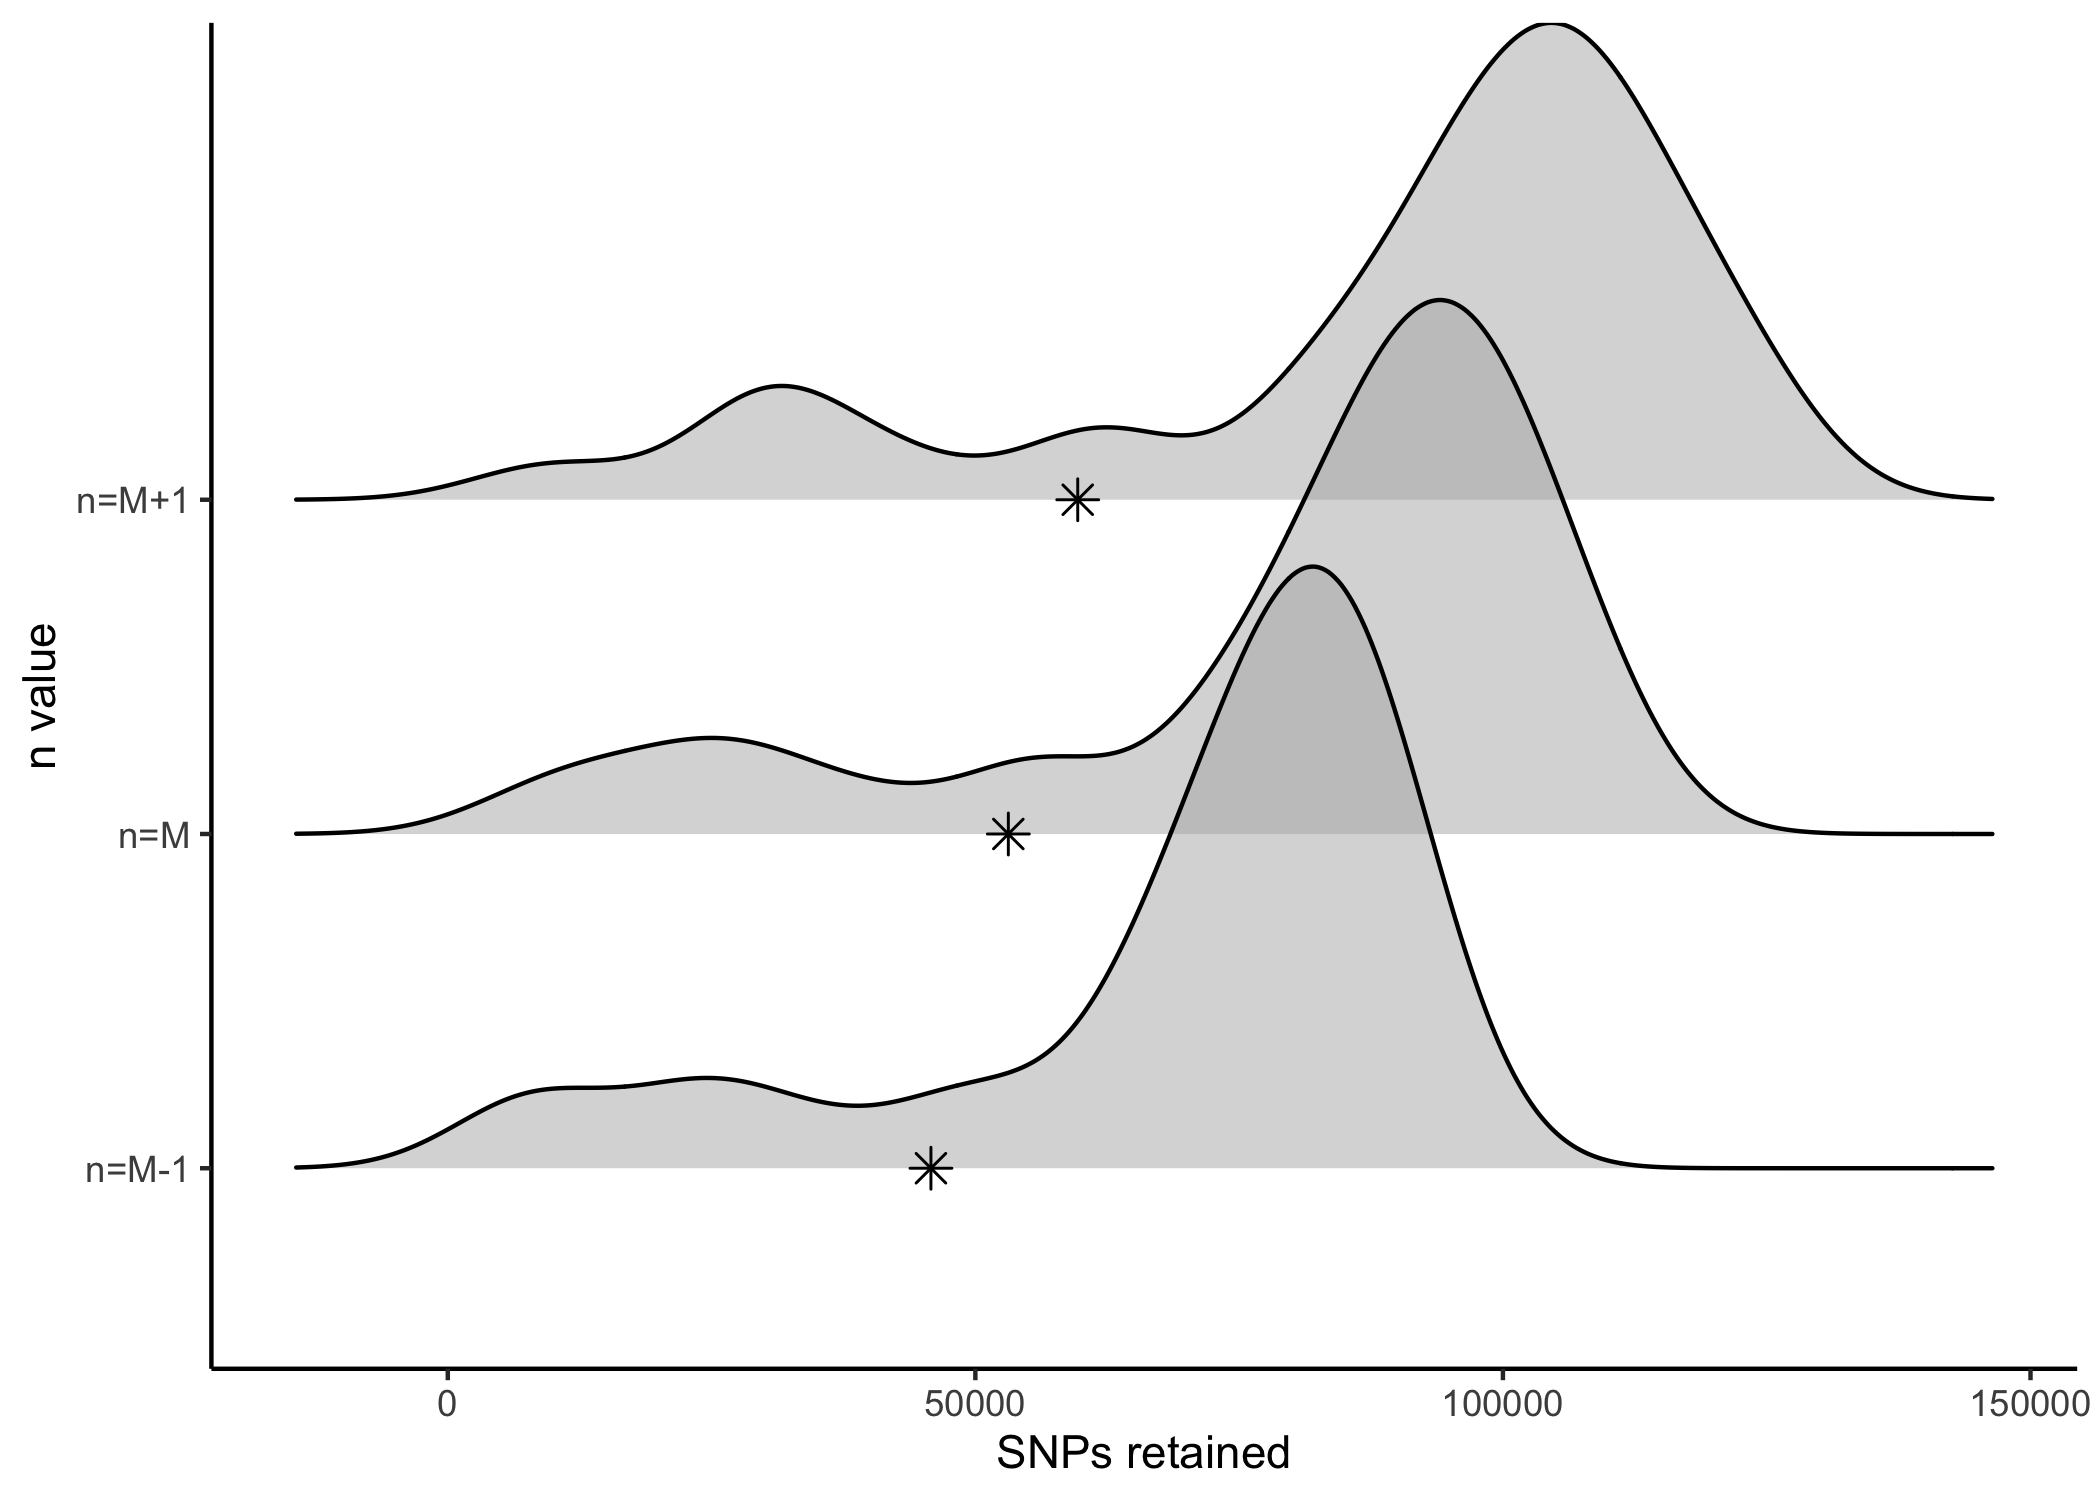 n value
n=M+1
n=M
n=M-1
0
50000
100000
150000
SNPs retained